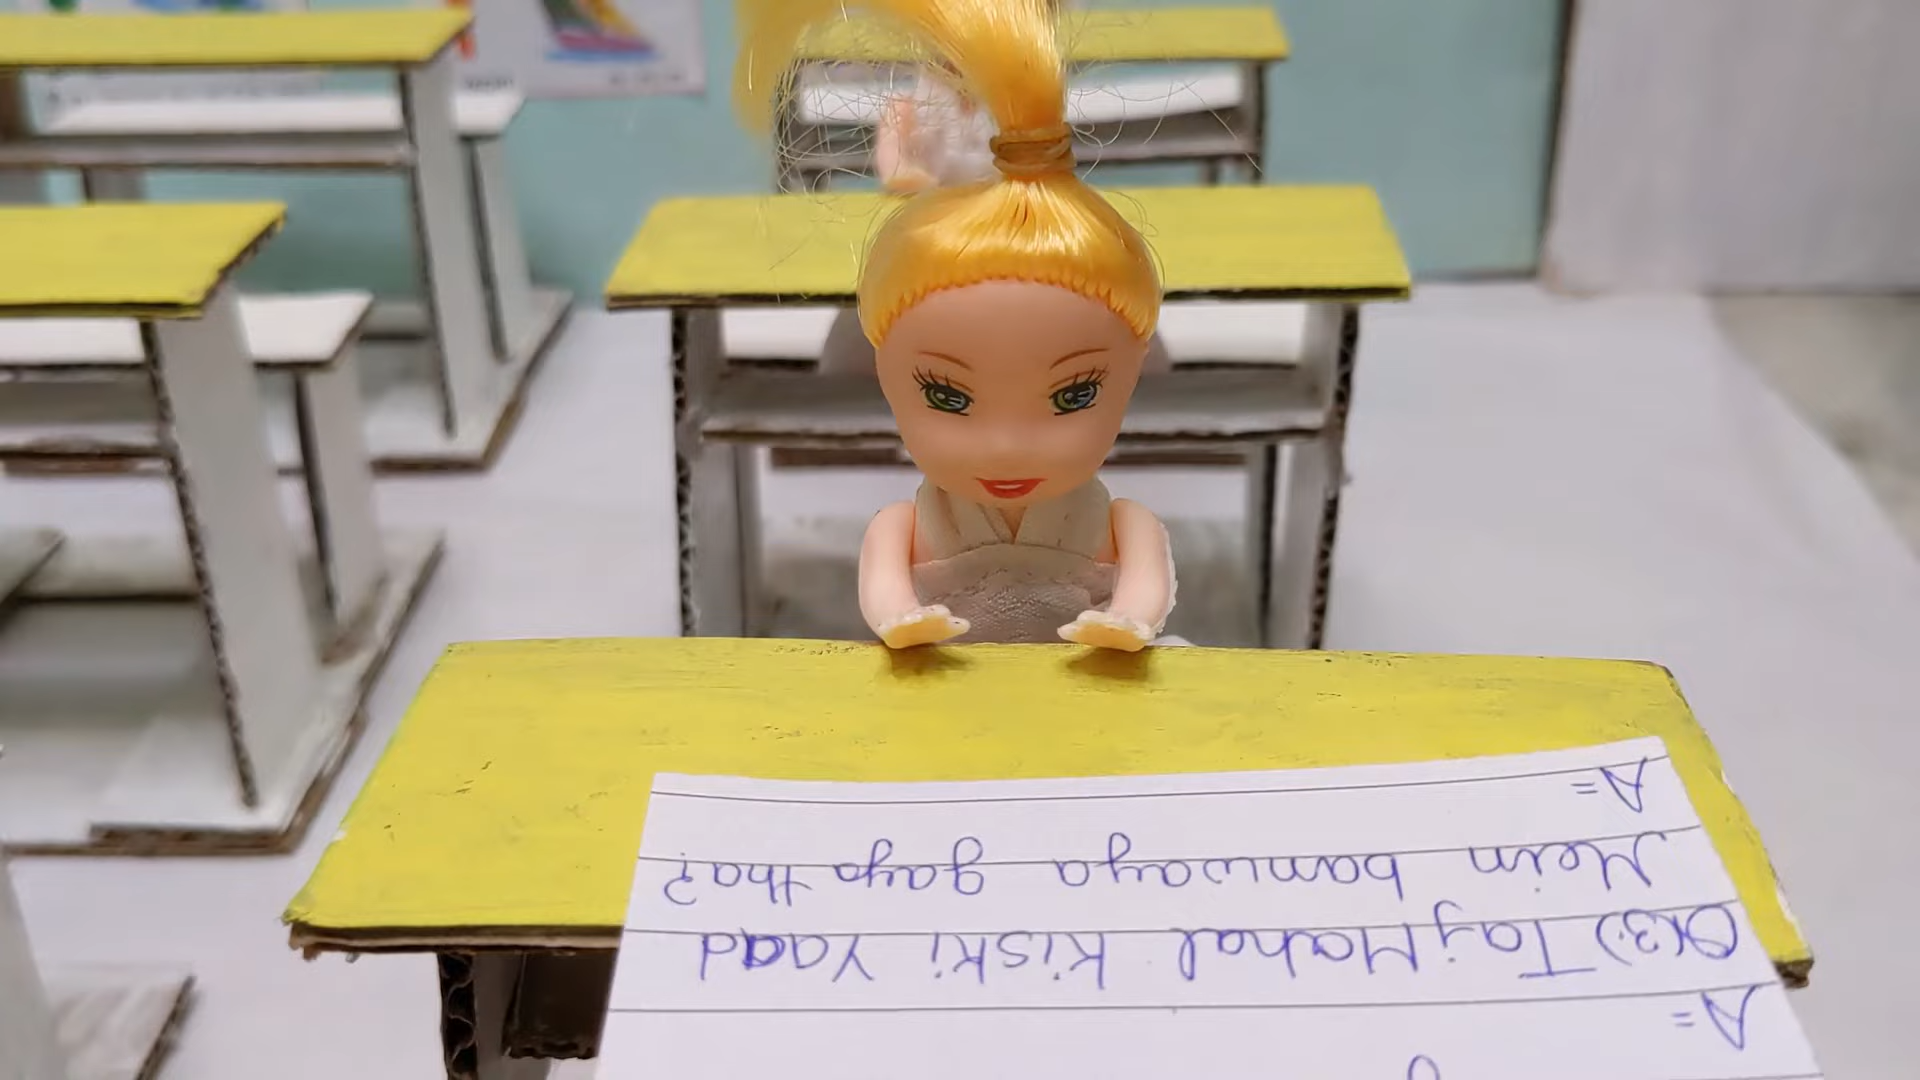 A=
Q(3.) Taj Mahal Kiski Yaad
Mein banwaya gaya tha?
A=